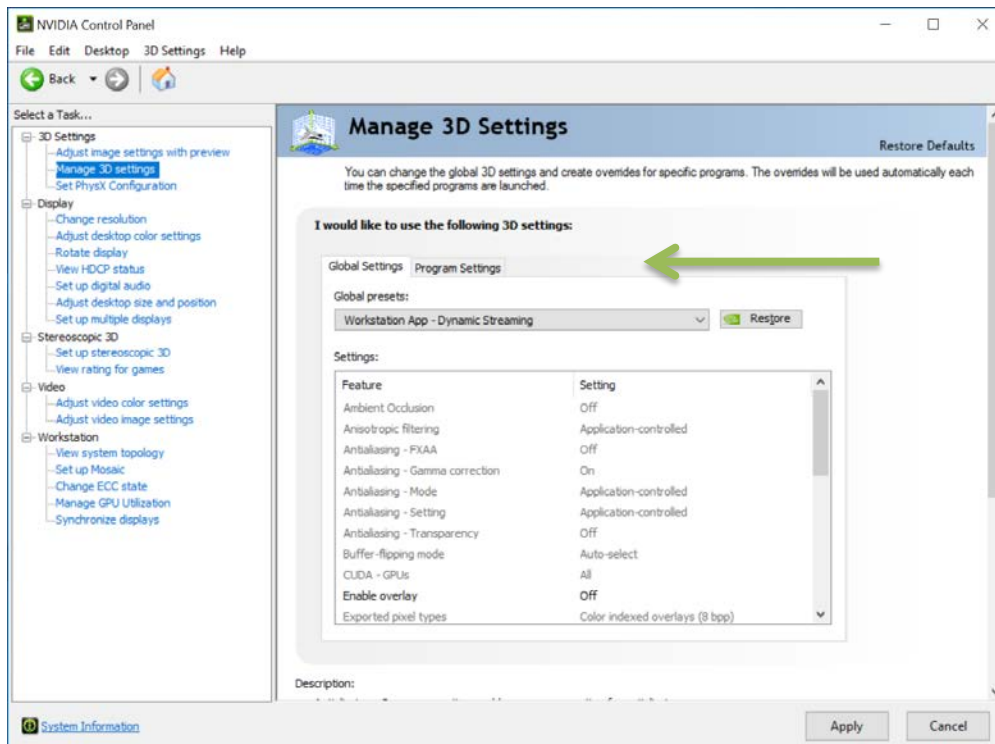 NVIDIA Control Panel
File Edit Desktop 3D Settings Help
Back
Select a Task...
3D Settings
Adjust image settings with preview
Manage 3D settings
Set PhysX Configuration
Display
Change resolution
Adjust desktop color settings
Rotate display
View HDCP status
Set up digital audio
Adjust desktop size and position
Set up multiple displays
Stereoscopic 3D
Set up stereoscopic 3D
View rating for games
Video
Adjust video color settings
Adjust video image settings
Workstation
View system topology
Set up Mosaic
Change ECC state
Manage GPU Utilization
Synchronize displays
System Information
Manage 3D Settings
Restore Defaults
You can change the global 3D settings and create overrides for specific programs. The overrides will be used automatically each
time the specified programs are launched.
I would like to use the following 3D settings:
Global Settings Program Settings
Global presets:
Workstation App - Dynamic Streaming Restore
Settings:
Feature Setting
Ambient Occlusion Off
Anisotropic filtering Application-controlled
Antialiasing - FXAA Off
Antialiasing - Gamma correction On
Antialiasing - Mode Application-controlled
Antialiasing - Setting Application-controlled
Antialiasing - Transparency Off
Buffer-flipping mode Auto-select
CUDA - GPUs All
Enable overlay Off
Exported pixel types Color indexed overlays (8 bpp)
Description:
Apply Cancel